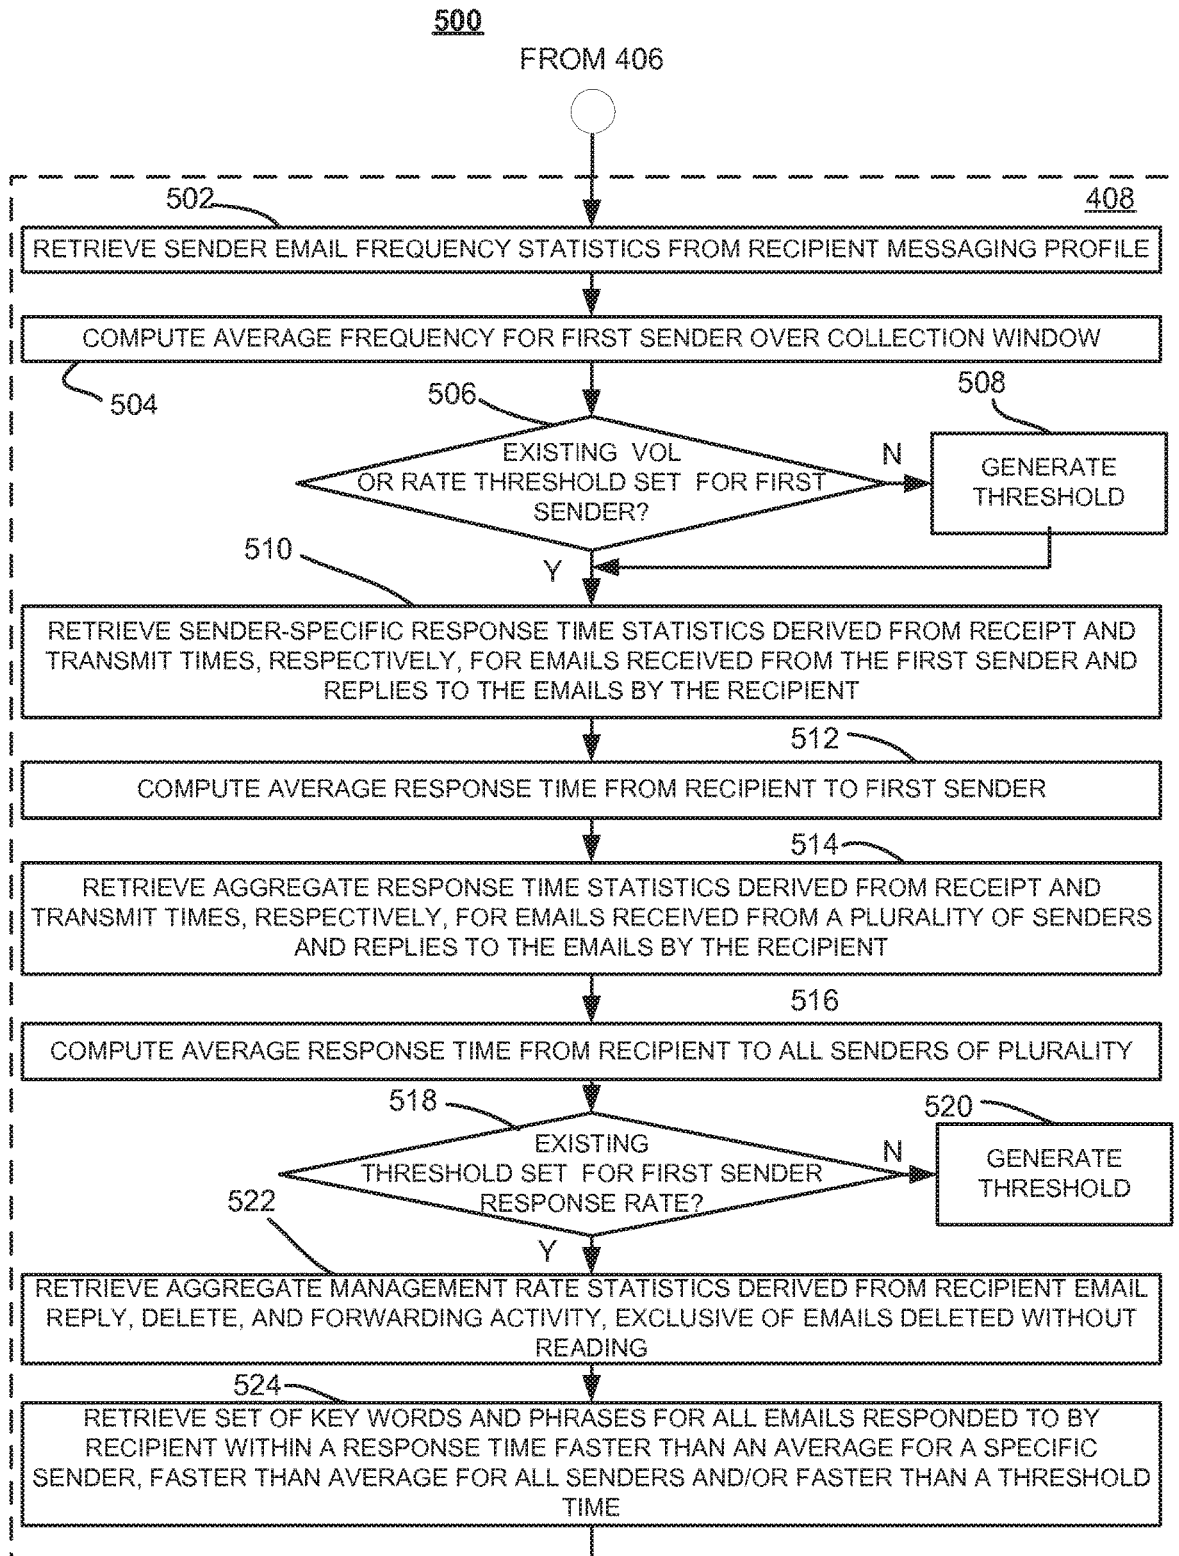 500
FROM 406
408
502
RETRIEVE SENDER EMAIL FREQUENCY STATISTICS FROM RECIPIENT MESSAGING PROFILE
COMPUTE AVERAGE FREQUENCY FOR FIRST SENDER OVER COLLECTION WINDOW
504
506
508
EXISTING VOL
OR RATE THRESHOLD SET FOR FIRST
SENDER?
N
GENERATE
THRESHOLD
510
Y
RETRIEVE SENDER-SPECIFIC RESPONSE TIME STATISTICS DERIVED FROM RECEIPT AND
TRANSMIT TIMES, RESPECTIVELY, FOR EMAILS RECEIVED FROM THE FIRST SENDER AND
REPLIES TO THE EMAILS BY THE RECIPIENT
512
COMPUTE AVERAGE RESPONSE TIME FROM RECIPIENT TO FIRST SENDER
514
RETRIEVE AGGREGATE RESPONSE TIME STATISTICS DERIVED FROM RECEIPT AND
TRANSMIT TIMES, RESPECTIVELY, FOR EMAILS RECEIVED FROM A PLURALITY OF SENDERS
AND REPLIES TO THE EMAILS BY THE RECIPIENT
516
COMPUTE AVERAGE RESPONSE TIME FROM RECIPIENT TO ALL SENDERS OF PLURALITY
518
520
EXISTING
THRESHOLD SET FOR FIRST SENDER
RESPONSE RATE?
N
GENERATE
THRESHOLD
522
Y
RETRIEVE AGGREGATE MANAGEMENT RATE STATISTICS DERIVED FROM RECIPIENT EMAIL
REPLY, DELETE, AND FORWARDING ACTIVITY, EXCLUSIVE OF EMAILS DELETED WITHOUT
READING
524
RETRIEVE SET OF KEY WORDS AND PHRASES FOR ALL EMAILS RESPONDED TO BY
RECIPIENT WITHIN A RESPONSE TIME FASTER THAN AN AVERAGE FOR A SPECIFIC
SENDER, FASTER THAN AVERAGE FOR ALL SENDERS AND/OR FASTER THAN A THRESHOLD
TIME